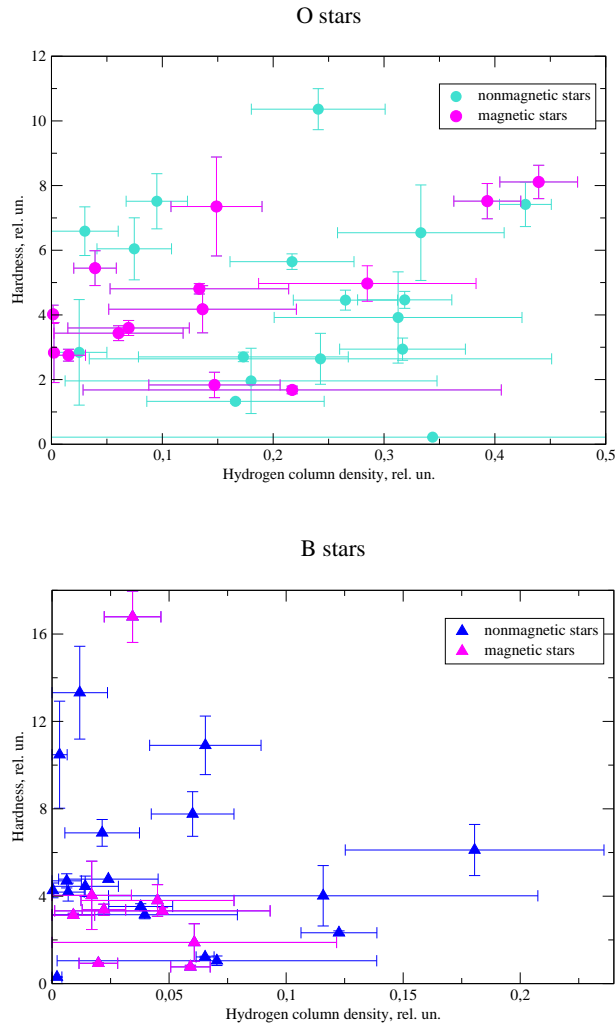 O stars
12
10
8
6
4
2
0
Hardness, rel. un.
nonmagnetic stars
magnetic stars
0 0,1 0,2 0,3 0,4 0,5
Hydrogen column density, rel. un.
B stars
16
12
8
4
0
Hardness, rel. un.
nonmagnetic stars
magnetic stars
0 0,05 0,1 0,15 0,2
Hydrogen column density, rel. un.